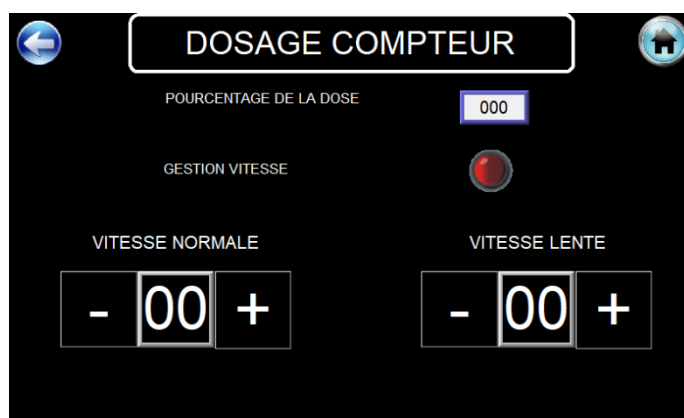 DOSAGE COMPTEUR
POURCENTAGE DE LA DOSE 000
GESTION VITESSE
VITESSE NORMALE VITESSE LENTE
- 00 + - 00 +